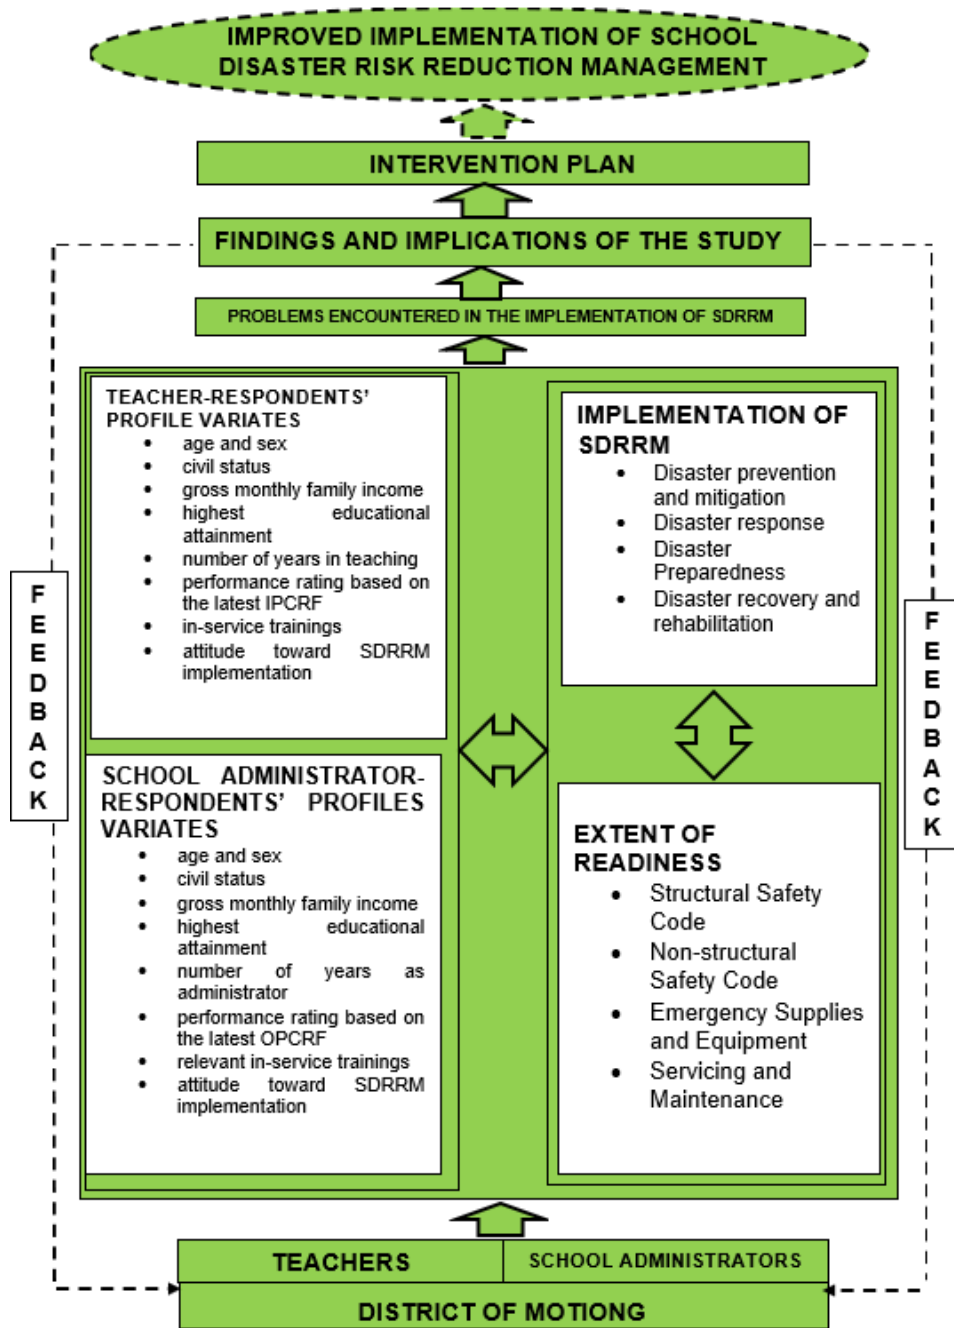 IMPROVED IMPLEMENTATION OF SCHOOL
DISASTER RISK REDUCTION MANAGEMENT
INTERVENTION PLAN
FINDINGS AND IMPLICATIONS OF THE STUDY
PROBLEMS ENCOUNTERED IN THE IMPLEMENTATION OF SDRRM
TEACHER-RESPONDENTS’
PROFILE VARIATES
• age and sex
• civil status
• gross monthly family income
• highest educational
attainment
• number of years in teaching
• performance rating based on
the latest IPCRF
• in-service trainings
• attitude toward SDRRM
implementation
SCHOOL ADMINISTRATOR-
RESPONDENTS’ PROFILES
VARIATES
• age and sex
• civil status
• gross monthly family income
• highest educational
attainment
• number of years as
administrator
• performance rating based on
the latest OPCRF
• relevant in-service trainings
• attitude toward SDRRM
implementation
IMPLEMENTATION OF
SDRRM
• Disaster prevention
and mitigation
• Disaster response
• Disaster
Preparedness
• Disaster recovery and
rehabilitation
EXTENT OF
READINESS
• Structural Safety
Code
• Non-structural
Safety Code
• Emergency Supplies
and Equipment
• Servicing and
Maintenance
FEEDBACK
FEEDBACK
TEACHERS
SCHOOL ADMINISTRATORS
DISTRICT OF MOTIONG